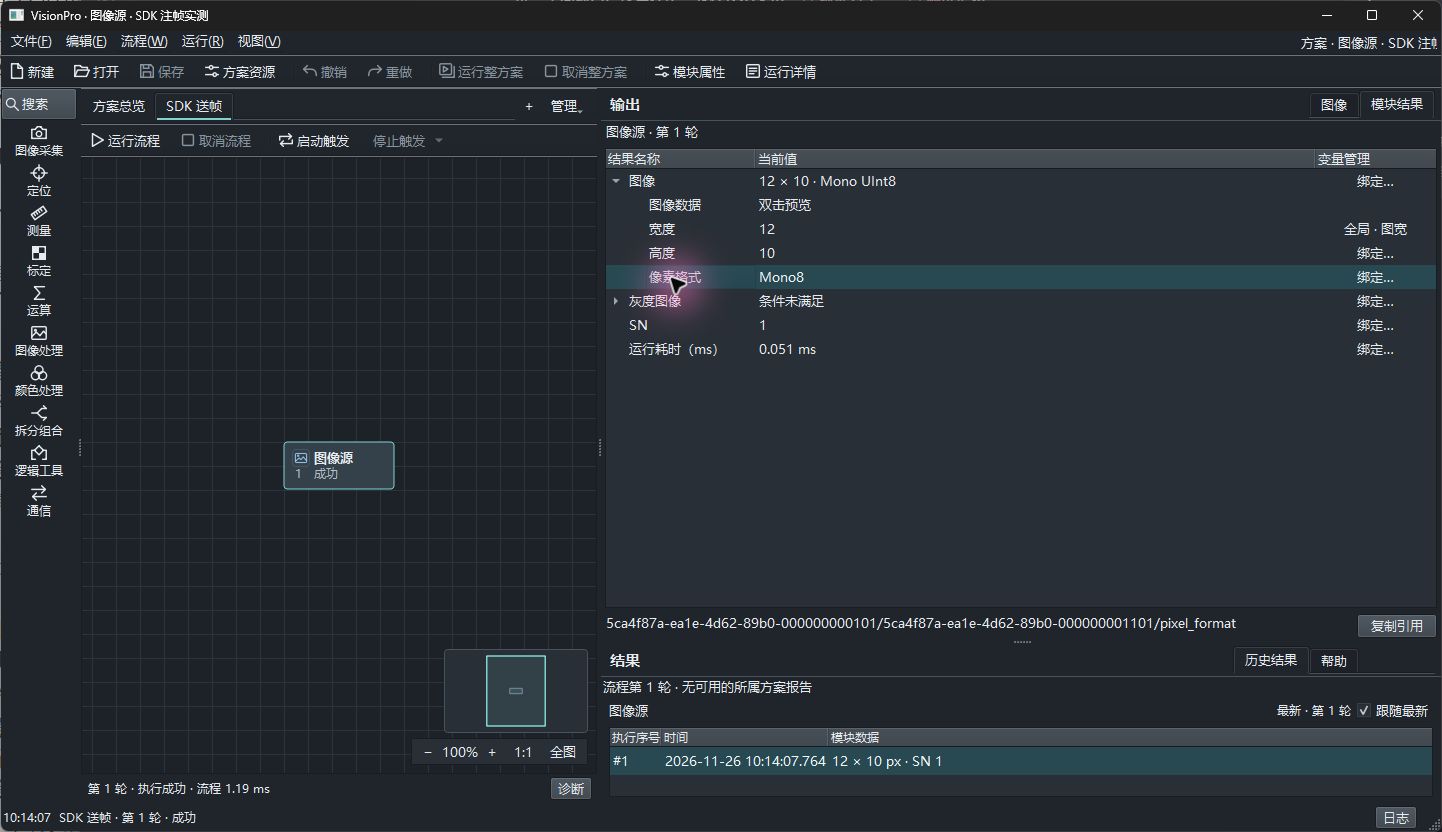 VisionPro · 图像源 · SDK 注帧实测
文件(F) 编辑(E) 流程(W) 运行(R) 视图(V)
方案 · 图像源 · SDK 注帧
新建 打开 保存 方案资源 撤销 重做 运行整方案 取消整方案 模块属性 运行详情
搜索
图像采集
定位
测量
标定
运算
图像处理
颜色处理
拆分组合
逻辑工具
通信
方案总览 SDK 送帧 + 管理
运行流程 取消流程 启动触发 停止触发
图像源
1 成功
− 100% + 1:1 全图
第 1 轮 · 执行成功 · 流程 1.19 ms 诊断
输出 图像 模块结果
图像源 · 第 1 轮
结果名称 当前值 变量管理
图像 12 × 10 · Mono UInt8 绑定...
图像数据 双击预览
宽度 12 全局 · 图宽
高度 10 绑定...
像素格式 Mono8 绑定...
灰度图像 条件未满足 绑定...
SN 1 绑定...
运行耗时（ms） 0.051 ms 绑定...
5ca4f87a-ea1e-4d62-89b0-000000000101/5ca4f87a-ea1e-4d62-89b0-000000001101/pixel_format 复制引用
结果 历史结果 帮助
流程第 1 轮 · 无可用的所属方案报告
图像源 最新 · 第 1 轮 跟随最新
执行序号 时间 模块数据
#1 2026-11-26 10:14:07.764 12 × 10 px · SN 1
10:14:07 SDK 送帧 · 第 1 轮 · 成功 日志